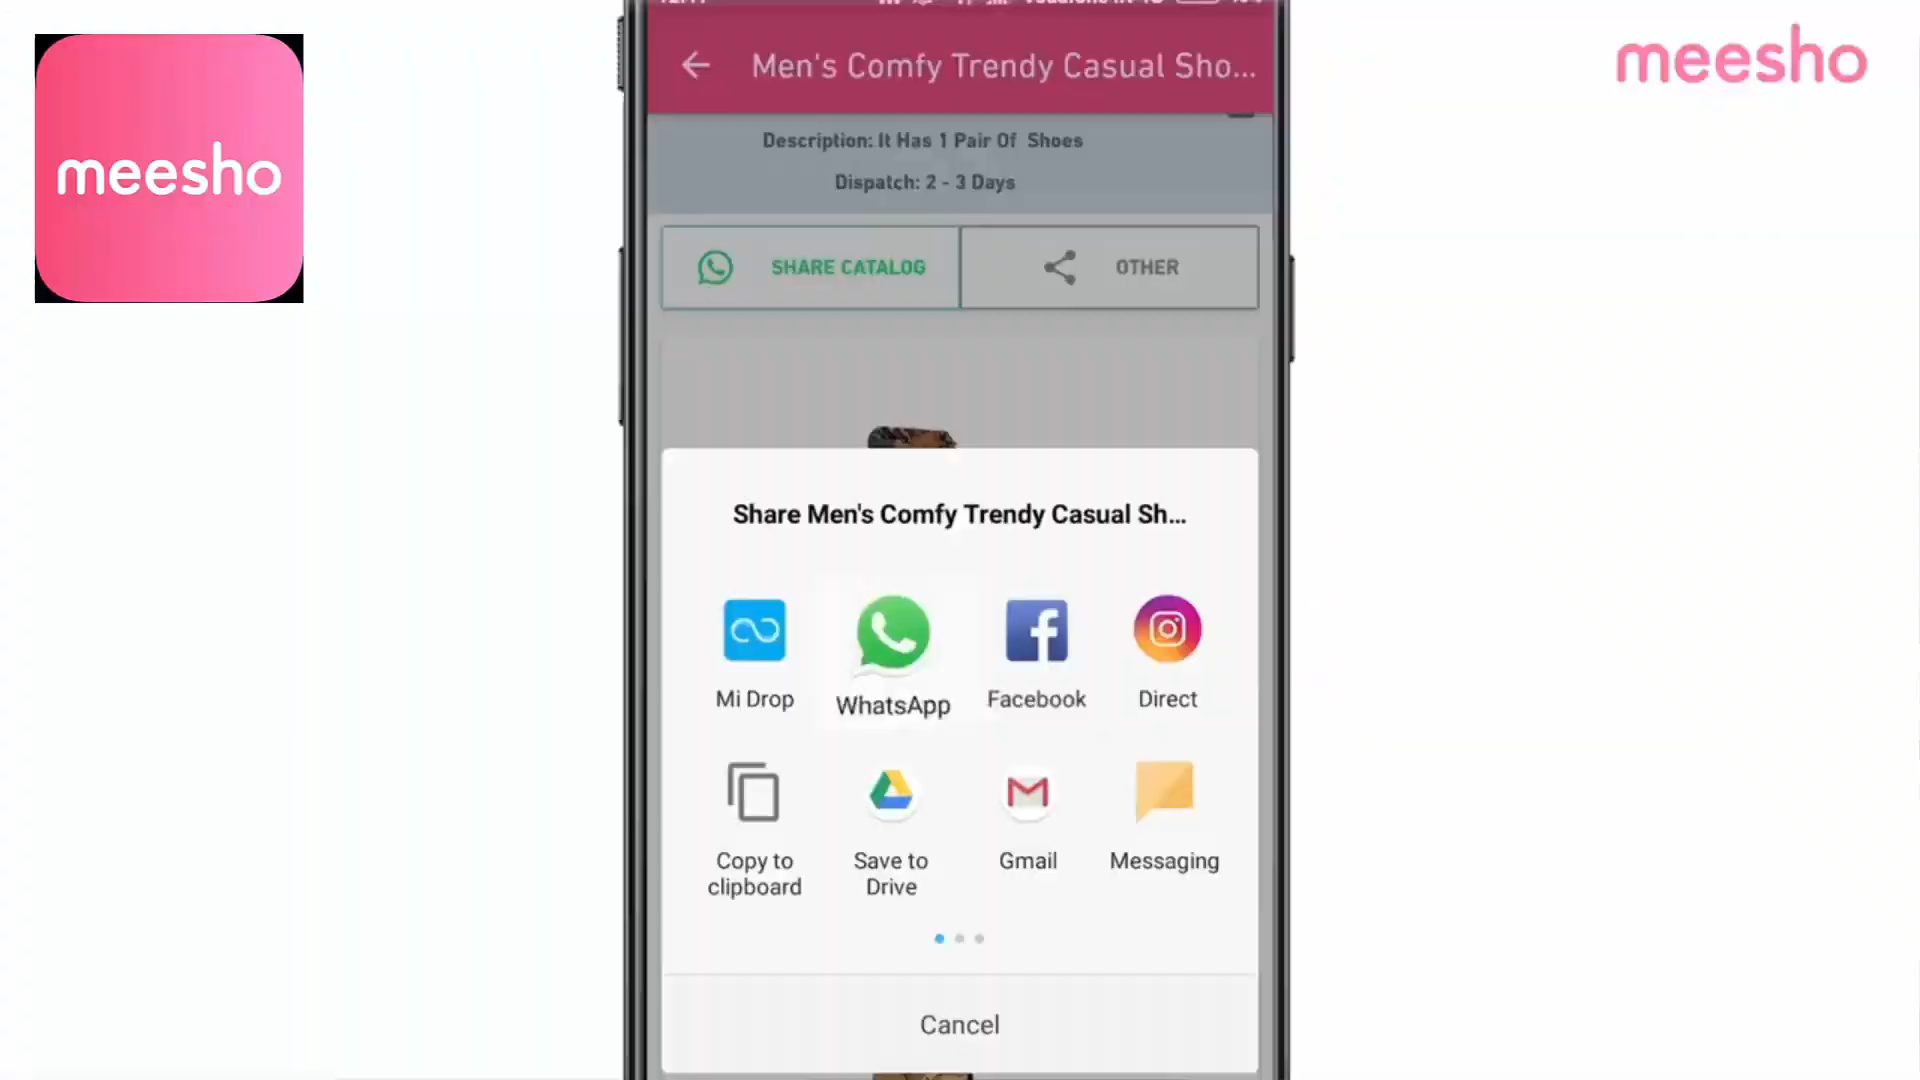 meesho
meesho
Men's Comfy Trendy Casual Sho...
Description: It Has 1 Pair Of Shoes
Dispatch: 2 - 3 Days
SHARE CATALOG
OTHER
Share Men's Comfy Trendy Casual Sh...
Mi Drop
WhatsApp
Facebook
Direct
Copy to
clipboard
Save to
Drive
Gmail
Messaging
Cancel